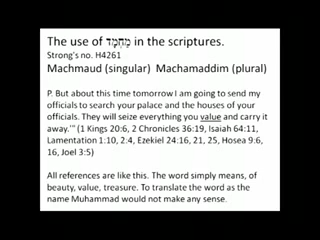 The use of מַחְמָד in the scriptures.
Strong's no. H4261
Machmaud (singular)  Machamaddim (plural)
P. But about this time tomorrow I am going to send my
officials to search your palace and the houses of your
officials. They will seize everything you value and carry it
away.'” (1 Kings 20:6, 2 Chronicles 36:19, Isaiah 64:11,
Lamentation 1:10, 2:4, Ezekiel 24:16, 21, 25, Hosea 9:6,
16, Joel 3:5)
All references are like this. The word simply means, of
beauty, value, treasure. To translate the word as the
name Muhammad would not make any sense.